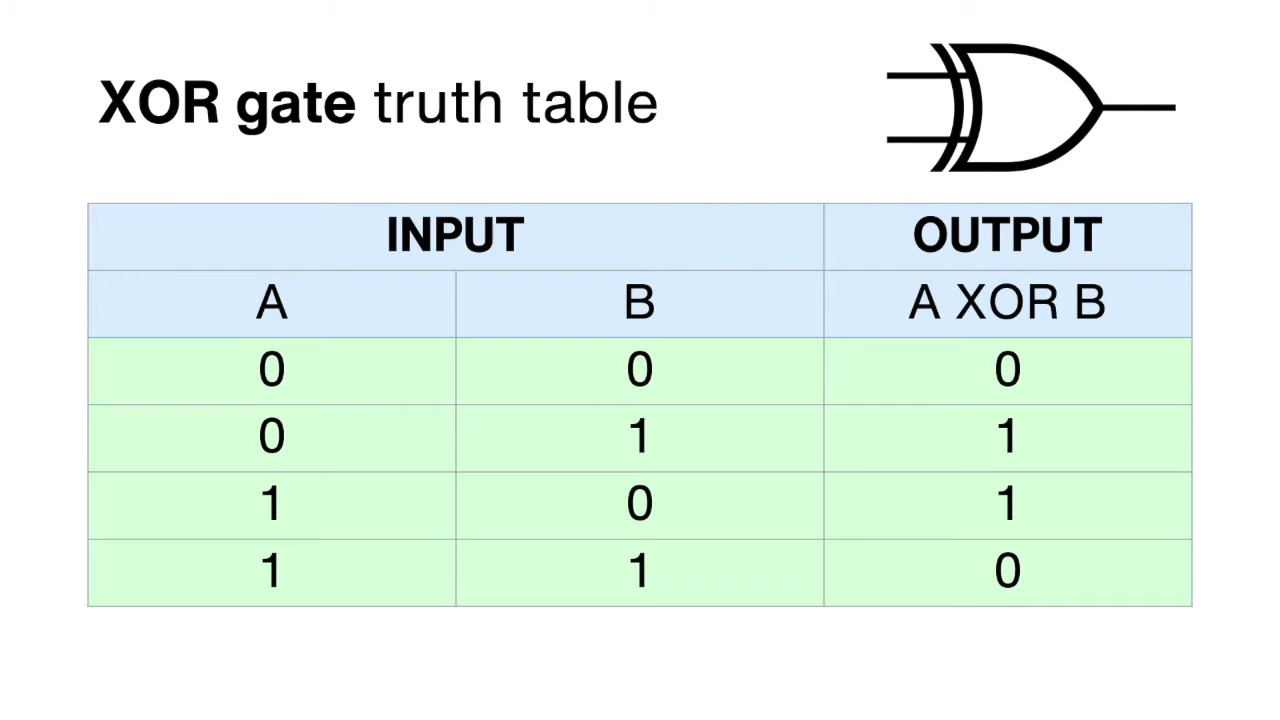 XOR gate truth table
INPUT OUTPUT
A B A XOR B
0 0 0
0 1 1
1 0 1
1 1 0